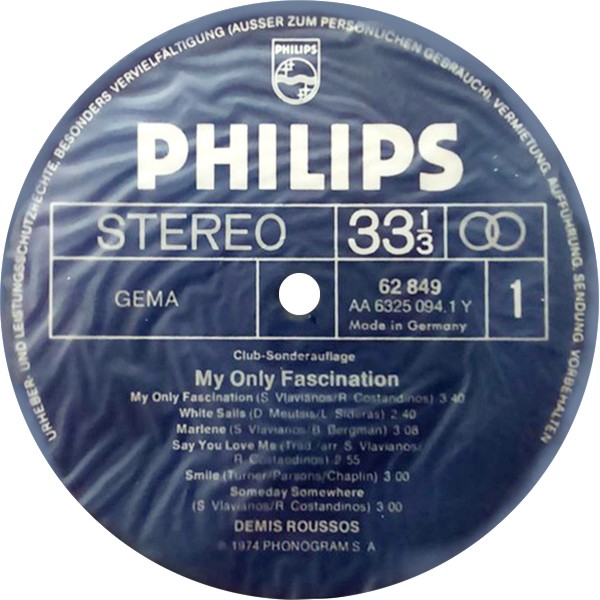 URHEBER- UND LEISTUNGSSCHUTZRECHTE, BESONDERS VERVIELFÄLTIGUNG (AUSSER ZUM PERSÖNLICHEN GEBRAUCH), VERMIETUNG, AUFFÜHRUNG, SENDUNG, VORBEHALTEN
PHILIPS
PHILIPS
STEREO
33 1/3
GEMA
62 849
AA 6325 094.1 Y
Made in Germany
1
Club-Sonderauflage
My Only Fascination
My Only Fascination (S. Vlavianos/R. Costandinos) 3.40
White Sails (D. Meutsis/L. Sideras) 2.40
Marlene (S. Vlavianos/B. Bergman) 3.08
Say You Love Me (Trad./arr. S. Vlavianos/
R. Costandinos) 2.55
Smile (Turner/Parsons/Chaplin) 3.00
Someday Somewhere
(S. Vlavianos/R. Costandinos) 3.00
DEMIS ROUSSOS
℗ 1974 PHONOGRAM S. A.